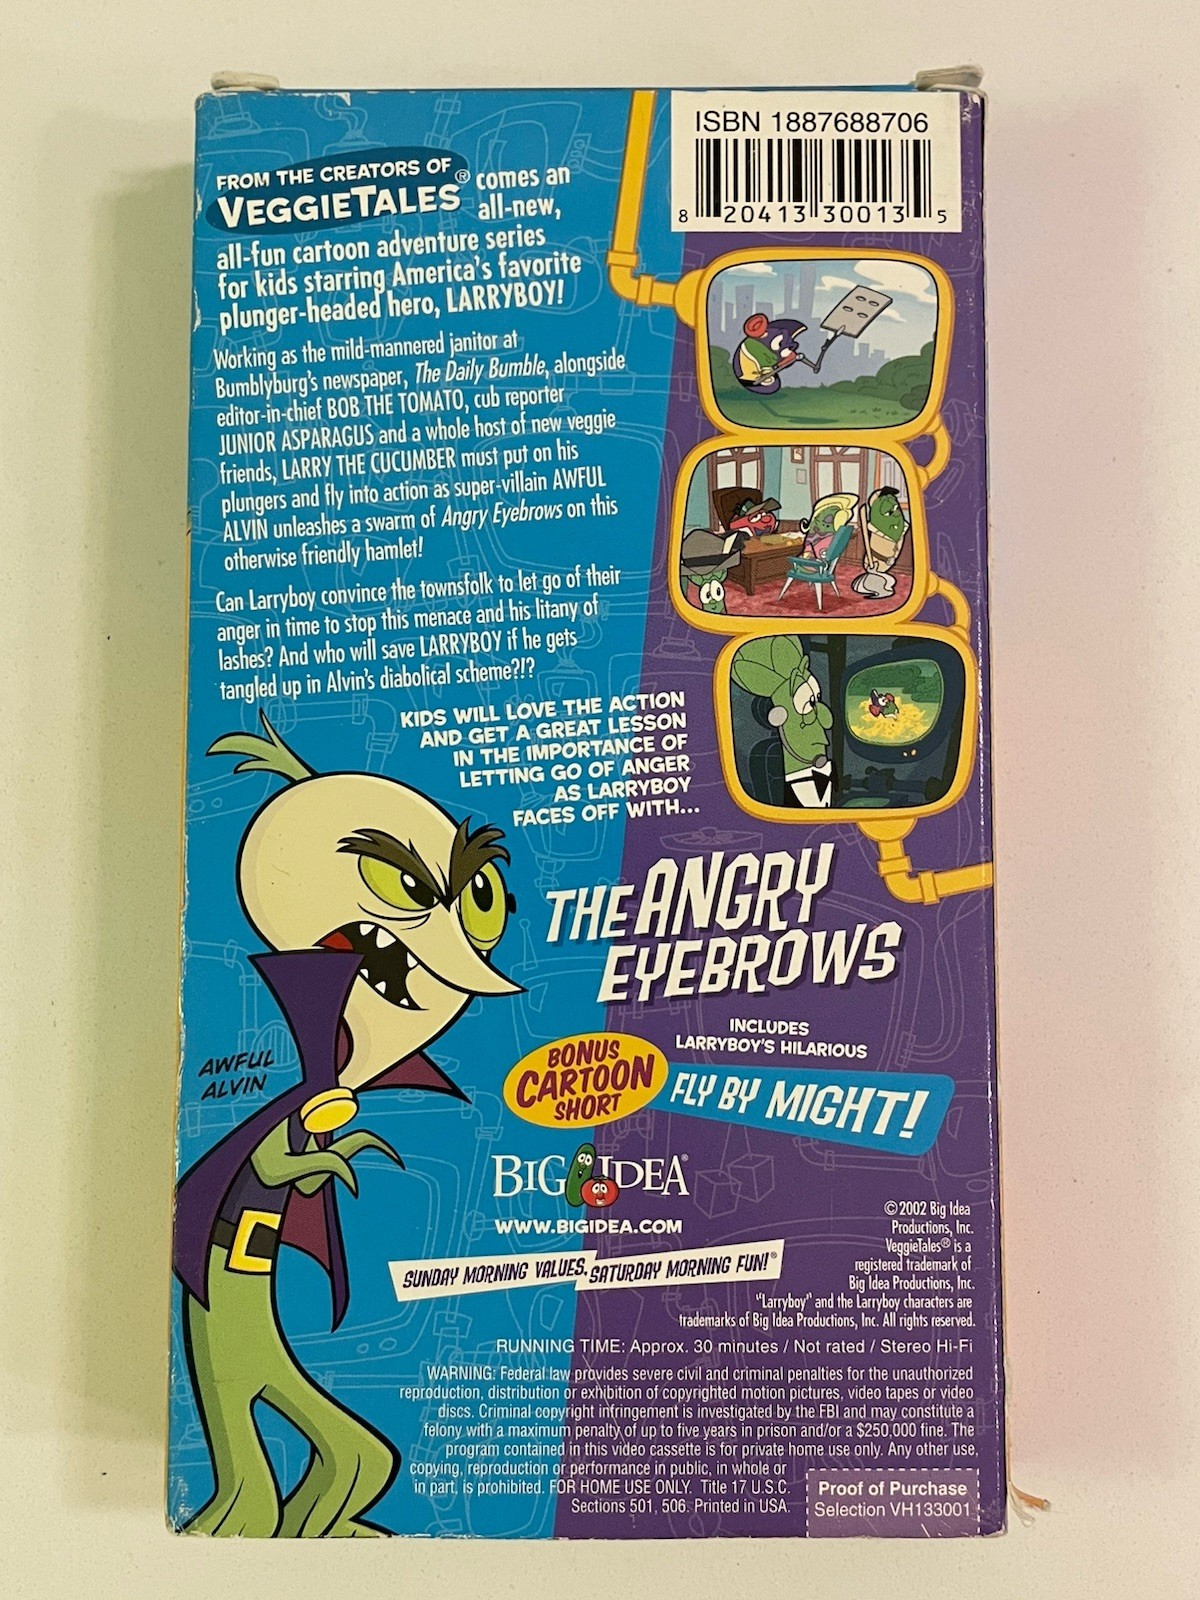 ISBN 1887688706
8 20413 30013 5
FROM THE CREATORS OF
VEGGIETALES® comes an
all-new,
all-fun cartoon adventure series
for kids starring America's favorite
plunger-headed hero, LARRYBOY!
Working as the mild-mannered janitor at
Bumblyburg's newspaper, The Daily Bumble, alongside
editor-in-chief BOB THE TOMATO, cub reporter
JUNIOR ASPARAGUS and a whole host of new veggie
friends, LARRY THE CUCUMBER must put on his
plungers and fly into action as super-villain AWFUL
ALVIN unleashes a swarm of Angry Eyebrows on this
otherwise friendly hamlet!
Can Larryboy convince the townsfolk to let go of their
anger in time to stop this menace and his litany of
lashes? And who will save LARRYBOY if he gets
tangled up in Alvin's diabolical scheme?!?
KIDS WILL LOVE THE ACTION
AND GET A GREAT LESSON
IN THE IMPORTANCE OF
LETTING GO OF ANGER
AS LARRYBOY
FACES OFF WITH...
THE ANGRY
EYEBROWS
AWFUL
ALVIN
INCLUDES
LARRYBOY'S HILARIOUS
BONUS
CARTOON
SHORT
FLY BY MIGHT!
BIG IDEA®
WWW.BIGIDEA.COM
SUNDAY MORNING VALUES, SATURDAY MORNING FUN!®
©2002 Big Idea
Productions, Inc.
VeggieTales® is a
registered trademark of
Big Idea Productions, Inc.
"Larryboy" and the Larryboy characters are
trademarks of Big Idea Productions, Inc. All rights reserved.
RUNNING TIME: Approx. 30 minutes / Not rated / Stereo Hi-Fi
WARNING: Federal law provides severe civil and criminal penalties for the unauthorized
reproduction, distribution or exhibition of copyrighted motion pictures, video tapes or video
discs. Criminal copyright infringement is investigated by the FBI and may constitute a
felony with a maximum penalty of up to five years in prison and/or a $250,000 fine. The
program contained in this video cassette is for private home use only. Any other use,
copying, reproduction or performance in public, in whole or
in part, is prohibited. FOR HOME USE ONLY. Title 17 U.S.C.
Sections 501, 506. Printed in USA.
Proof of Purchase
Selection VH133001